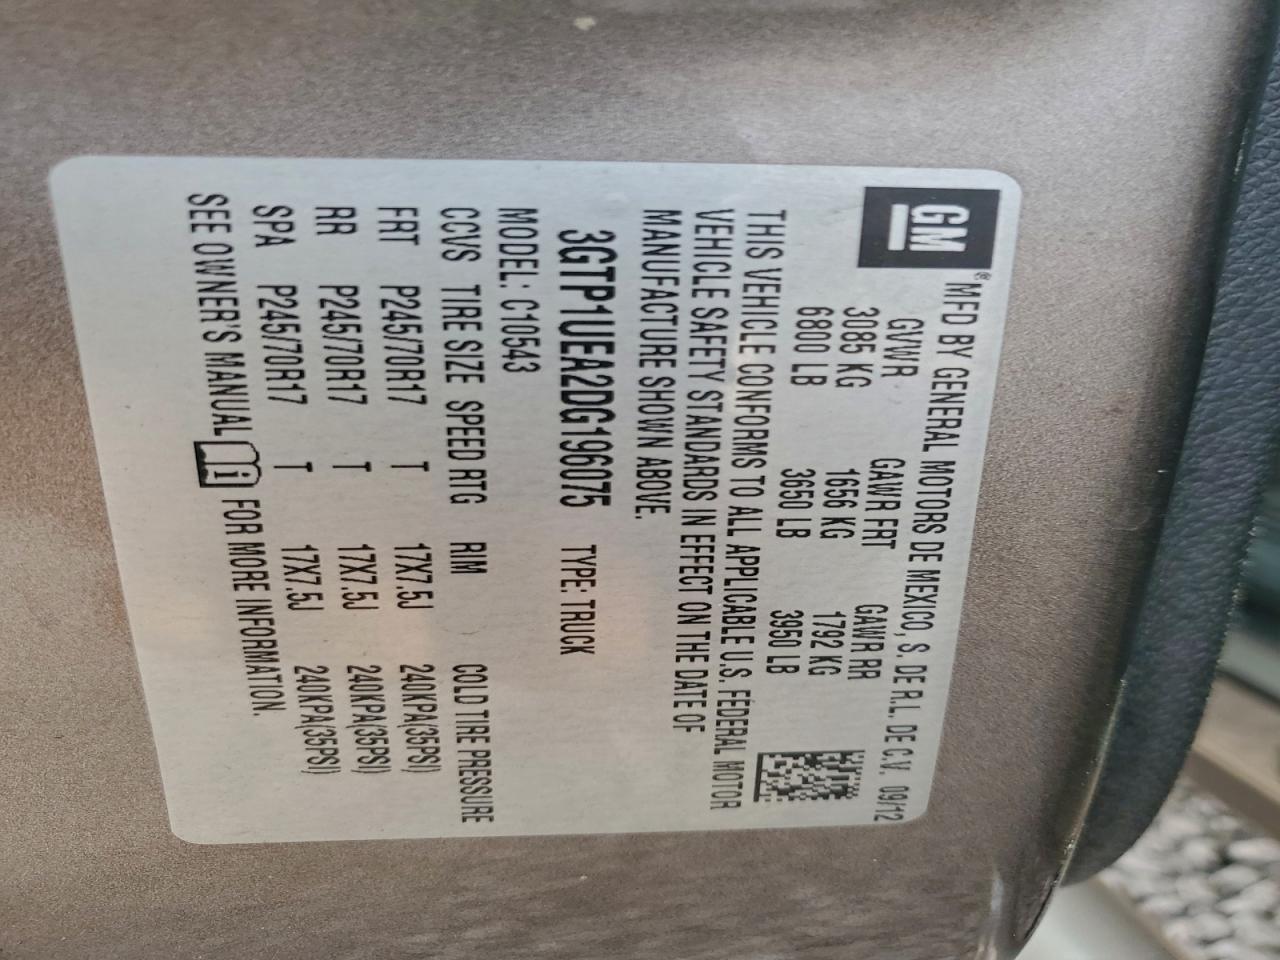 GM
® MFD BY GENERAL MOTORS DE MEXICO, S. DE R.L. DE C.V. 09/12
GVWR GAWR FRT GAWR RR
3085 KG 1656 KG 1792 KG
6800 LB 3650 LB 3950 LB
THIS VEHICLE CONFORMS TO ALL APPLICABLE U.S. FEDERAL MOTOR
VEHICLE SAFETY STANDARDS IN EFFECT ON THE DATE OF
MANUFACTURE SHOWN ABOVE.
3GTP1UEA2DG196075 TYPE: TRUCK
MODEL: C10543
CCVS TIRE SIZE SPEED RTG RIM COLD TIRE PRESSURE
FRT P245/70R17 T 17X7.5J 240KPA(35PSI)
RR P245/70R17 T 17X7.5J 240KPA(35PSI)
SPA P245/70R17 T 17X7.5J 240KPA(35PSI)
SEE OWNER'S MANUAL i FOR MORE INFORMATION.